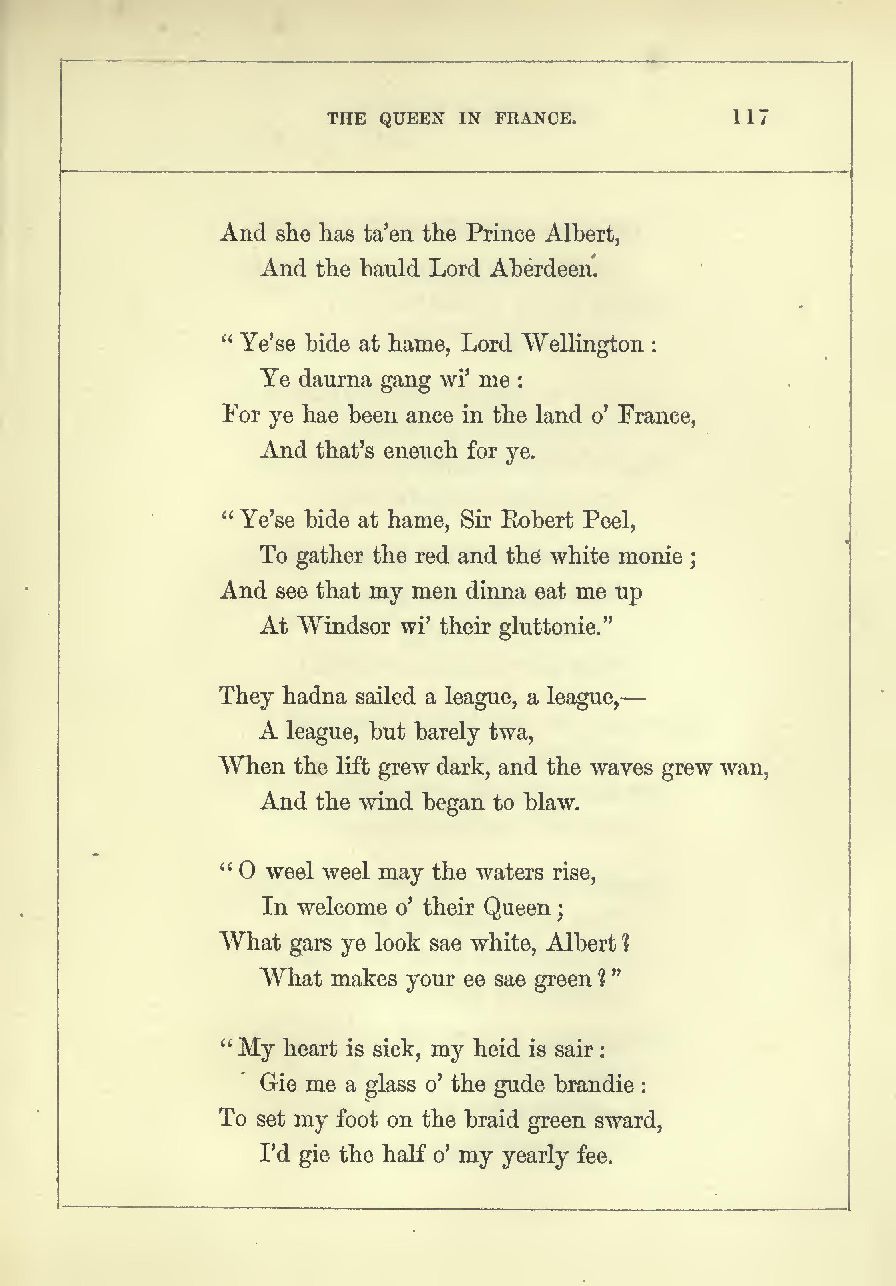 THE QUEEN IN FRANCE. 117
And she has ta'en the Prince Albert,
And the bauld Lord Aberdeen.
“ Ye'se bide at hame, Lord Wellington :
Ye daurna gang wi' me :
For ye hae been ance in the land o' France,
And that's eneuch for ye.
“ Ye'se bide at hame, Sir Robert Peel,
To gather the red and the white monie ;
And see that my men dinna eat me up
At Windsor wi' their gluttonie.”
They hadna sailed a league, a league,—
A league, but barely twa,
When the lift grew dark, and the waves grew wan,
And the wind began to blaw.
“ O weel weel may the waters rise,
In welcome o' their Queen ;
What gars ye look sae white, Albert ?
What makes your ee sae green ? ”
“ My heart is sick, my heid is sair :
Gie me a glass o' the gude brandie :
To set my foot on the braid green sward,
I'd gie the half o' my yearly fee.